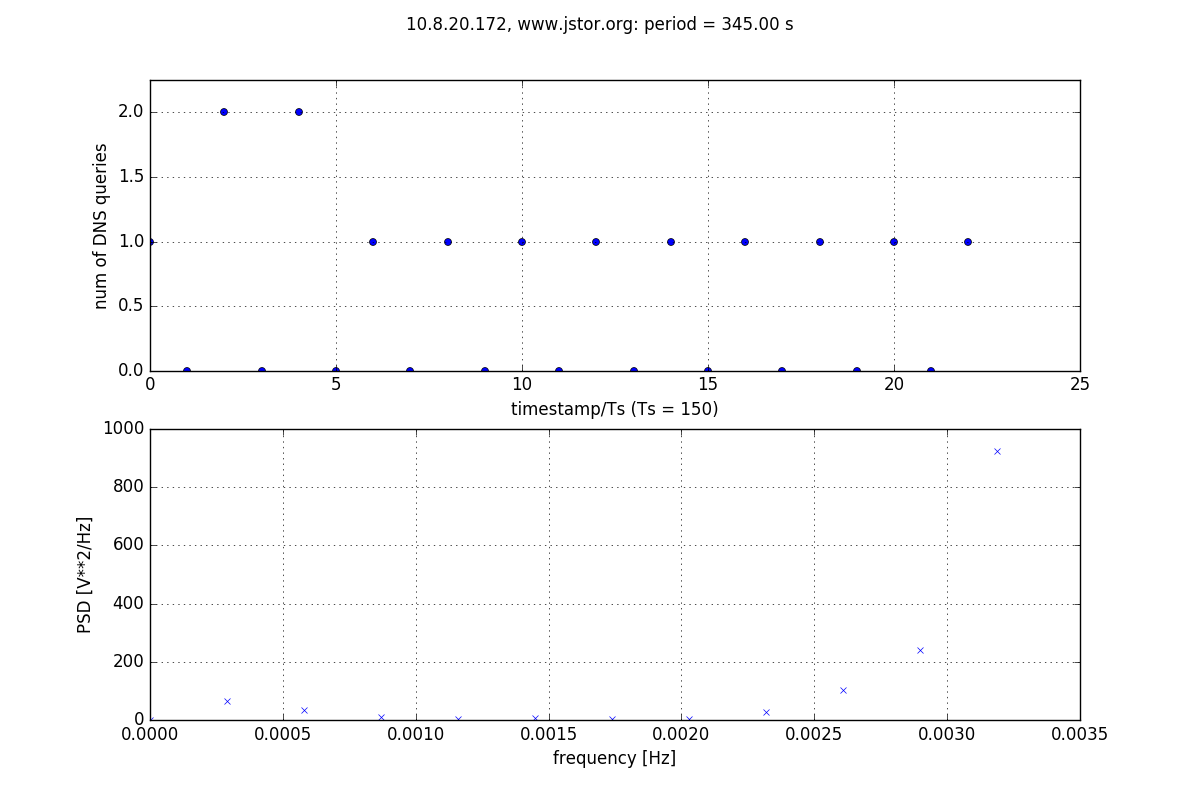 10.8.20.172, www.jstor.org: period = 345.00 s
num of DNS queries
2.0
1.5
1.0
0.5
0.0
0 5 10 15 20 25
timestamp/Ts (Ts = 150)
PSD [V**2/Hz]
1000
800
600
400
200
0
0.0000 0.0005 0.0010 0.0015 0.0020 0.0025 0.0030 0.0035
frequency [Hz]